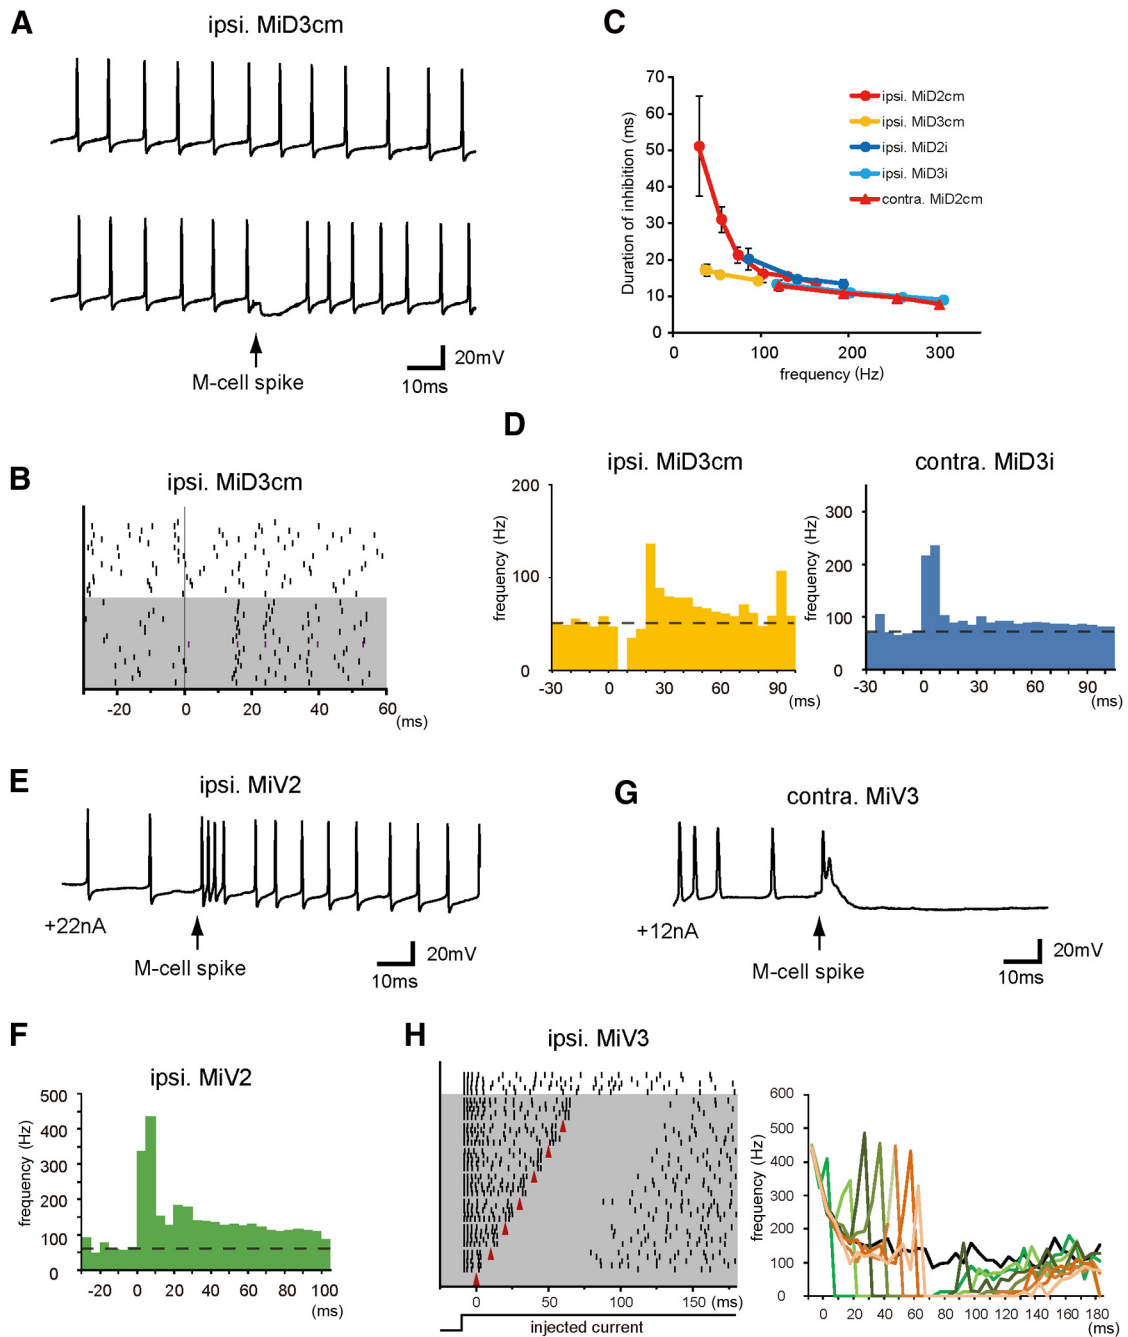 A
ipsi. MiD3cm
M-cell spike
20mV
10ms
C
70
60
50
40
30
20
10
0
Duration of inhibition (ms)
0 100 200 300
frequency (Hz)
ipsi. MiD2cm
ipsi. MiD3cm
ipsi. MiD2i
ipsi. MiD3i
contra. MiD2cm
B
ipsi. MiD3cm
-20 0 20 40 60
(ms)
D
ipsi. MiD3cm
frequency (Hz)
200
100
0
-30 0 30 60 90
(ms)
contra. MiD3i
frequency (Hz)
300
200
100
0
-30 0 30 60 90
(ms)
E
ipsi. MiV2
+22nA
M-cell spike
20mV
10ms
G
contra. MiV3
+12nA
M-cell spike
20mV
10ms
F
ipsi. MiV2
frequency (Hz)
500
400
300
200
100
0
-20 0 20 40 60 80 100
(ms)
H
ipsi. MiV3
0 50 100 150 (ms)
injected current
frequency (Hz)
600
500
400
300
200
100
0
0 20 40 60 80 100 120 140 160 180
(ms)